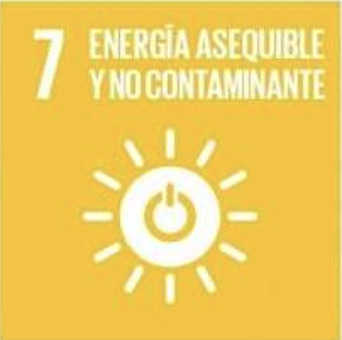 7 ENERGÍA ASEQUIBLE
Y NO CONTAMINANTE